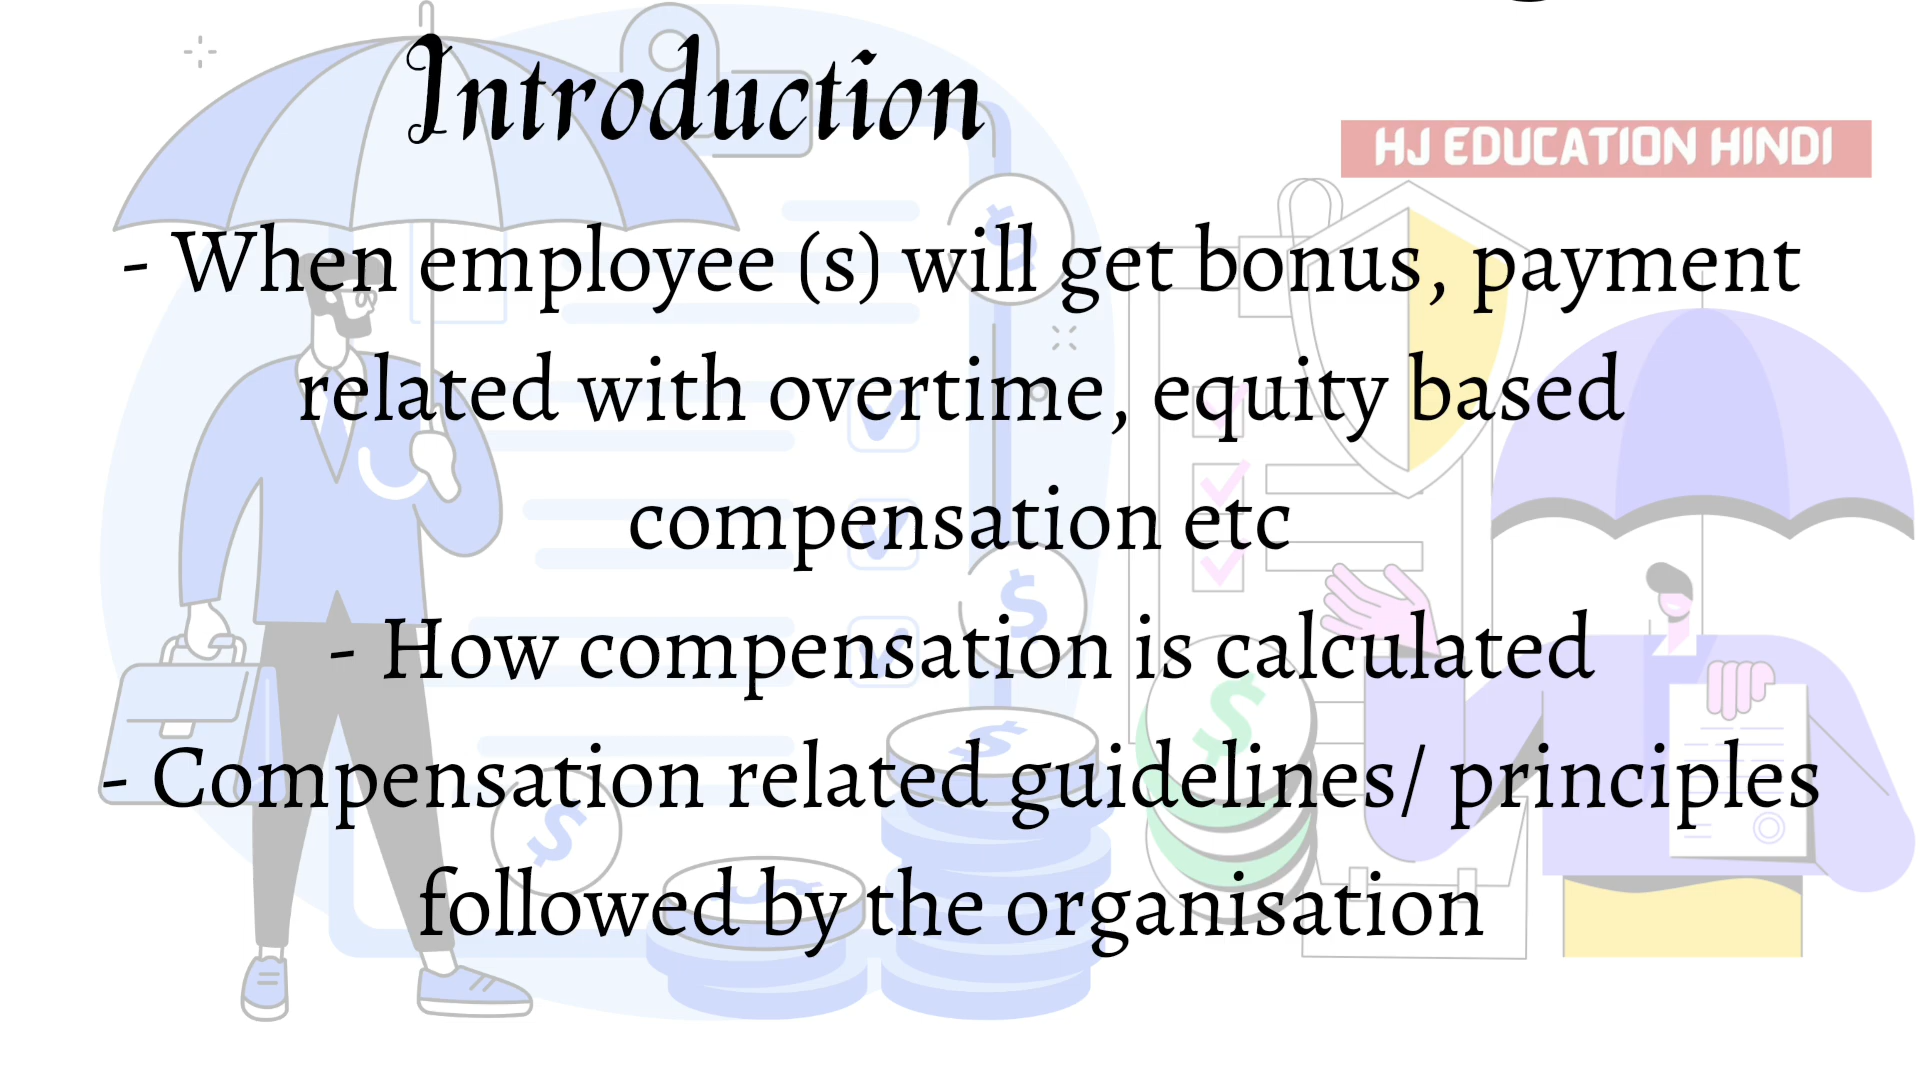 Introduction
HJ EDUCATION HINDI
- When employee (s) will get bonus, payment
related with overtime, equity based
compensation etc
- How compensation is calculated
- Compensation related guidelines/ principles
followed by the organisation